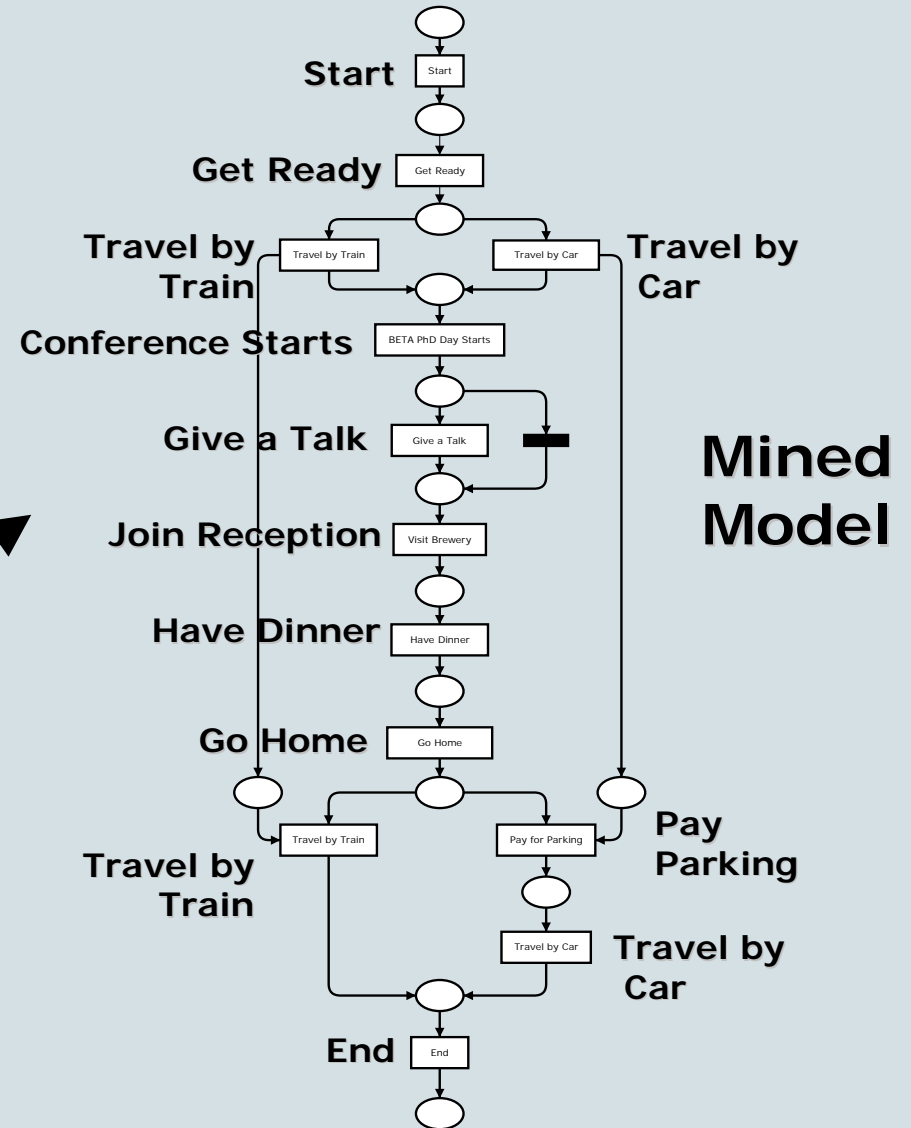 Start
Start
Get Ready
Get Ready
Travel by
Train
Travel by Train
Travel by Car
Travel by
Car
Conference Starts
BETA PhD Day Starts
Give a Talk
Give a Talk
Mined
Model
Join Reception
Visit Brewery
Have Dinner
Have Dinner
Go Home
Go Home
Travel by Train
Pay for Parking
Pay
Parking
Travel by
Train
Travel by Car
Travel by
Car
End
End